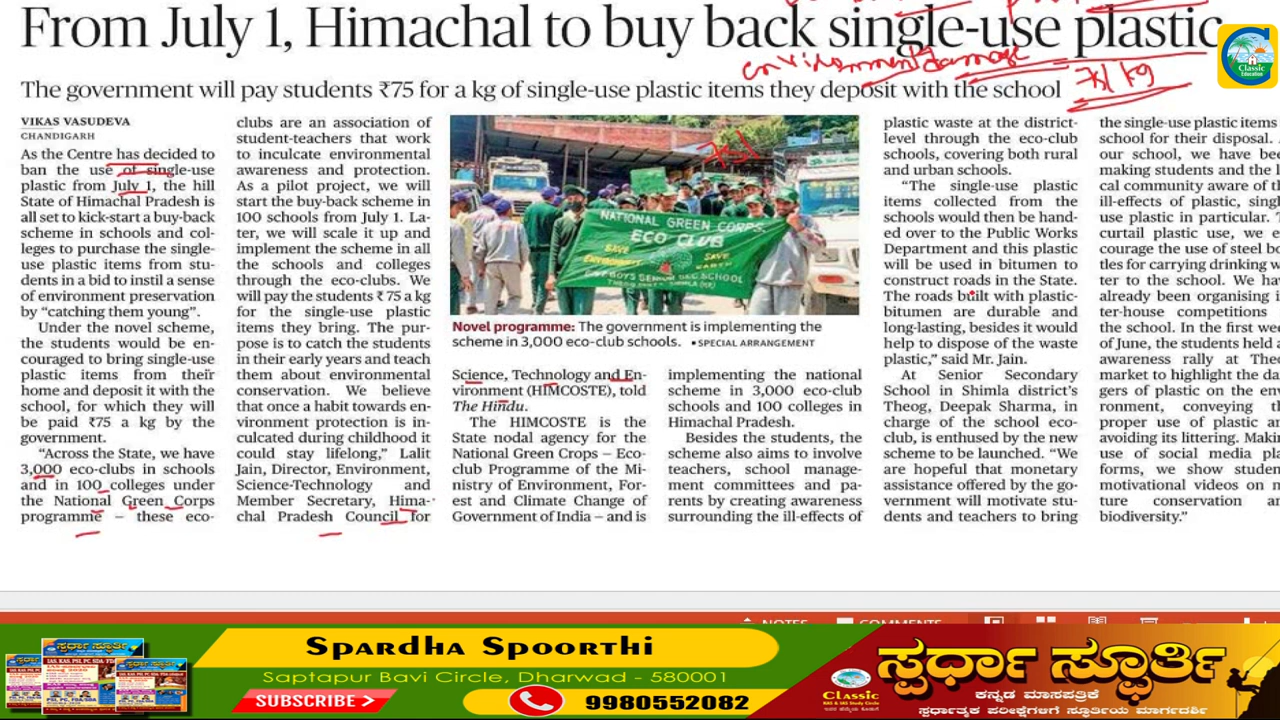 From July 1, Himachal to buy back single-use plastic
environment damage
75/kg
The government will pay students ₹75 for a kg of single-use plastic items they deposit with the school
VIKAS VASUDEVA
CHANDIGARH
As the Centre has decided to
ban the use of single-use
plastic from July 1, the hill
State of Himachal Pradesh is
all set to kick-start a buy-back
scheme in schools and col-
leges to purchase the single-
use plastic items from stu-
dents in a bid to instil a sense
of environment preservation
by “catching them young”.
Under the novel scheme,
the students would be en-
couraged to bring single-use
plastic items from their
home and deposit it with the
school, for which they will
be paid ₹75 a kg by the
government.
“Across the State, we have
3,000 eco-clubs in schools
and in 100 colleges under
the National Green Corps
programme – these eco-
clubs are an association of
student-teachers that work
to inculcate environmental
awareness and protection.
As a pilot project, we will
start the buy-back scheme in
100 schools from July 1. La-
ter, we will scale it up and
implement the scheme in all
the schools and colleges
through the eco-clubs. We
will pay the students ₹ 75 a kg
for the single-use plastic
items they bring. The pur-
pose is to catch the students
in their early years and teach
them about environmental
conservation. We believe
that once a habit towards en-
vironment protection is in-
culcated during childhood it
could stay lifelong,” Lalit
Jain, Director, Environment,
Science-Technology and
Member Secretary, Hima-
chal Pradesh Council for
75/
NATIONAL GREEN CORPS
ECO CLUB
SAVE
ENVIRONMENT
SAVE
EARTH
GVT BOYS SENIOR SEC SCHOOL
Novel programme: The government is implementing the
scheme in 3,000 eco-club schools. • SPECIAL ARRANGEMENT
Science, Technology and En-
vironment (HIMCOSTE), told
The Hindu.
The HIMCOSTE is the
State nodal agency for the
National Green Crops – Eco-
club Programme of the Mi-
nistry of Environment, For-
est and Climate Change of
Government of India – and is
implementing the national
scheme in 3,000 eco-club
schools and 100 colleges in
Himachal Pradesh.
Besides the students, the
scheme also aims to involve
teachers, school manage-
ment committees and pa-
rents by creating awareness
surrounding the ill-effects of
plastic waste at the district-
level through the eco-club
schools, covering both rural
and urban schools.
“The single-use plastic
items collected from the
schools would then be hand-
ed over to the Public Works
Department and this plastic
will be used in bitumen to
construct roads in the State.
The roads built with plastic-
bitumen are durable and
long-lasting, besides it would
help to dispose of the waste
plastic,” said Mr. Jain.
At Senior Secondary
School in Shimla district’s
Theog, Deepak Sharma, in
charge of the school eco-
club, is enthused by the new
scheme to be launched. “We
are hopeful that monetary
assistance offered by the go-
vernment will motivate stu-
dents and teachers to bring
the single-use plastic items
school for their disposal.
our school, we have bee
making students and the l
cal community aware of th
ill-effects of plastic, singl
use plastic in particular.
curtail plastic use, we e
courage the use of steel bo
tles for carrying drinking w
ter to the school. We hav
already been organising i
ter-house competitions
the school. In the first wee
of June, the students held a
awareness rally at Theo
market to highlight the da
gers of plastic on the env
ronment, conveying th
proper use of plastic an
avoiding its littering. Makin
use of social media pla
forms, we show student
motivational videos on n
ture conservation an
biodiversity.”
Classic
Education
NOTES
COMMENTS
Spardha Spoorthi
Saptapur Bavi Circle, Dharwad - 580001
SUBSCRIBE >
9980552082
Classic
KAS & IAS Study Circle
ಸ್ಪರ್ಧಾ ಸ್ಫೂರ್ತಿ
ಕನ್ನಡ ಮಾಸಪತ್ರಿಕೆ
ಸ್ಪರ್ಧಾತ್ಮಕ ಪರೀಕ್ಷೆಗಳಿಗೆ ಸ್ಫೂರ್ತಿಯ ಮಾರ್ಗದರ್ಶಿ
ಸ್ಪರ್ಧಾ ಸ್ಫೂರ್ತಿ